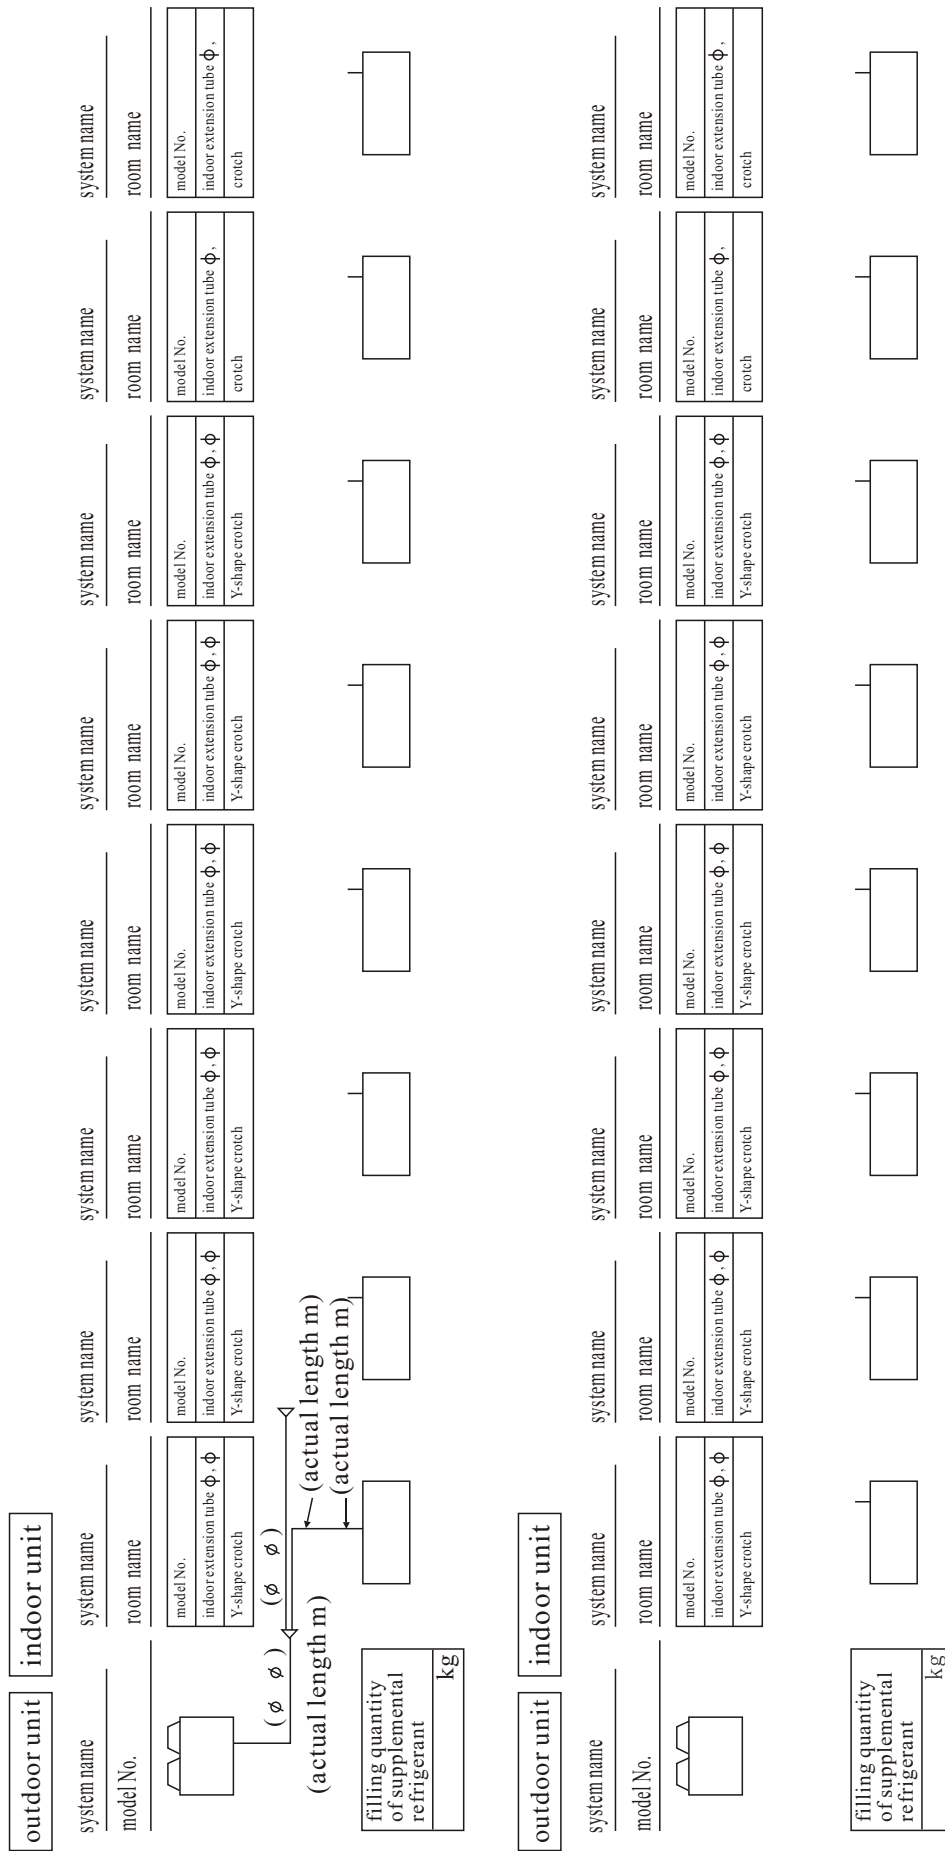 outdoor unit indoor unit
system name system name system name system name system name system name system name system name system name
model No. room name room name room name room name room name room name room name room name
model No. model No. model No. model No. model No. model No. model No. model No.
indoor extension tube ϕ, ϕ indoor extension tube ϕ, ϕ indoor extension tube ϕ, ϕ indoor extension tube ϕ, ϕ indoor extension tube ϕ, ϕ indoor extension tube ϕ, ϕ indoor extension tube ϕ, indoor extension tube ϕ,
Y-shape crotch Y-shape crotch Y-shape crotch Y-shape crotch Y-shape crotch Y-shape crotch crotch crotch
(ø ø) (ø ø)
(actual length m) (actual length m)
(actual length m)
filling quantity
of supplemental
refrigerant
kg
outdoor unit indoor unit
system name system name system name system name system name system name system name system name system name
model No. room name room name room name room name room name room name room name room name
model No. model No. model No. model No. model No. model No. model No. model No.
indoor extension tube ϕ, ϕ indoor extension tube ϕ, ϕ indoor extension tube ϕ, ϕ indoor extension tube ϕ, ϕ indoor extension tube ϕ, ϕ indoor extension tube ϕ, ϕ indoor extension tube ϕ, indoor extension tube ϕ,
Y-shape crotch Y-shape crotch Y-shape crotch Y-shape crotch Y-shape crotch Y-shape crotch crotch crotch
filling quantity
of supplemental
refrigerant
kg